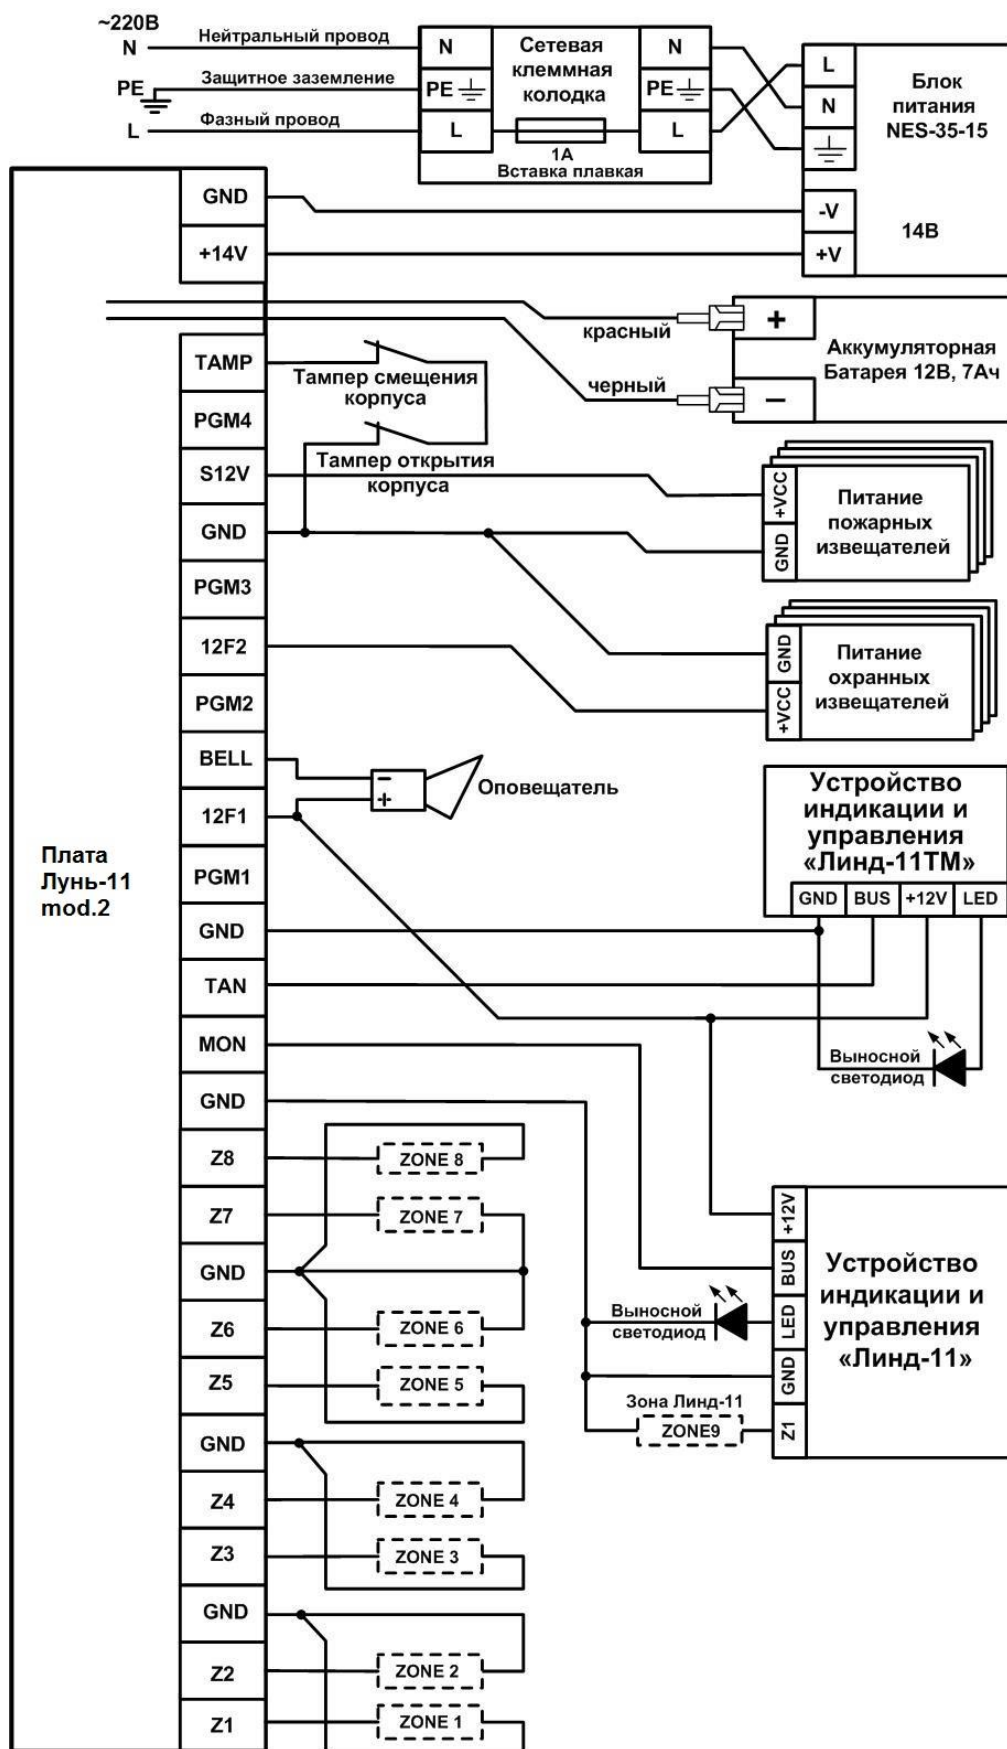 ~220В
N
Нейтральный провод
PE
Защитное заземление
L
Фазный провод
N
PE
L
Сетевая
клеммная
колодка
1А
Вставка плавкая
N
PE
L
L
N
Блок
питания
NES-35-15
-V
+V
14В
GND
+14V
красный
черный
+
−
Аккумуляторная
Батарея 12В, 7Ач
TAMP
Тампер смещения
корпуса
PGM4
Тампер открытия
корпуса
S12V
GND
+VCC
GND
Питание
пожарных
извещателей
PGM3
12F2
GND
+VCC
Питание
охранных
извещателей
PGM2
BELL
−
+
Оповещатель
12F1
Плата
Лунь-11
mod.2
PGM1
Устройство
индикации и
управления
«Линд-11ТМ»
GND BUS +12V LED
GND
TAN
MON
Выносной
светодиод
GND
Z8
ZONE 8
Z7
ZONE 7
GND
Z6
ZONE 6
Z5
ZONE 5
+12V
BUS
LED
GND
Z1
Устройство
индикации и
управления
«Линд-11»
Выносной
светодиод
Зона Линд-11
ZONE9
GND
Z4
ZONE 4
Z3
ZONE 3
GND
Z2
ZONE 2
Z1
ZONE 1